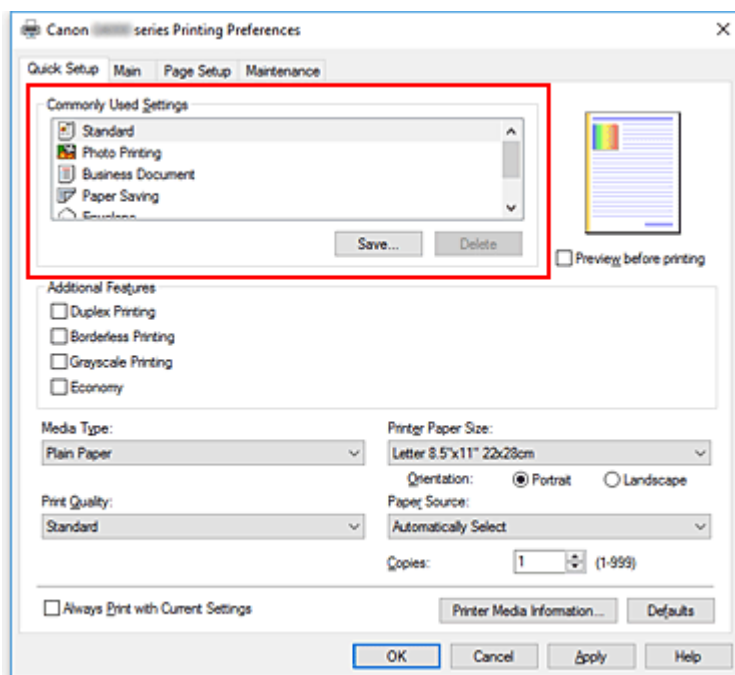 Canon series Printing Preferences
Quick Setup Main Page Setup Maintenance
Commonly Used Settings
Standard
Photo Printing
Business Document
Paper Saving
Envelope
Save... Delete
Preview before printing
Additional Features
Duplex Printing
Borderless Printing
Grayscale Printing
Economy
Media Type: Printer Paper Size:
Plain Paper Letter 8.5"x11" 22x28cm
Orientation: Portrait Landscape
Print Quality: Paper Source:
Standard Automatically Select
Copies: 1 (1-999)
Always Print with Current Settings Printer Media Information... Defaults
OK Cancel Apply Help